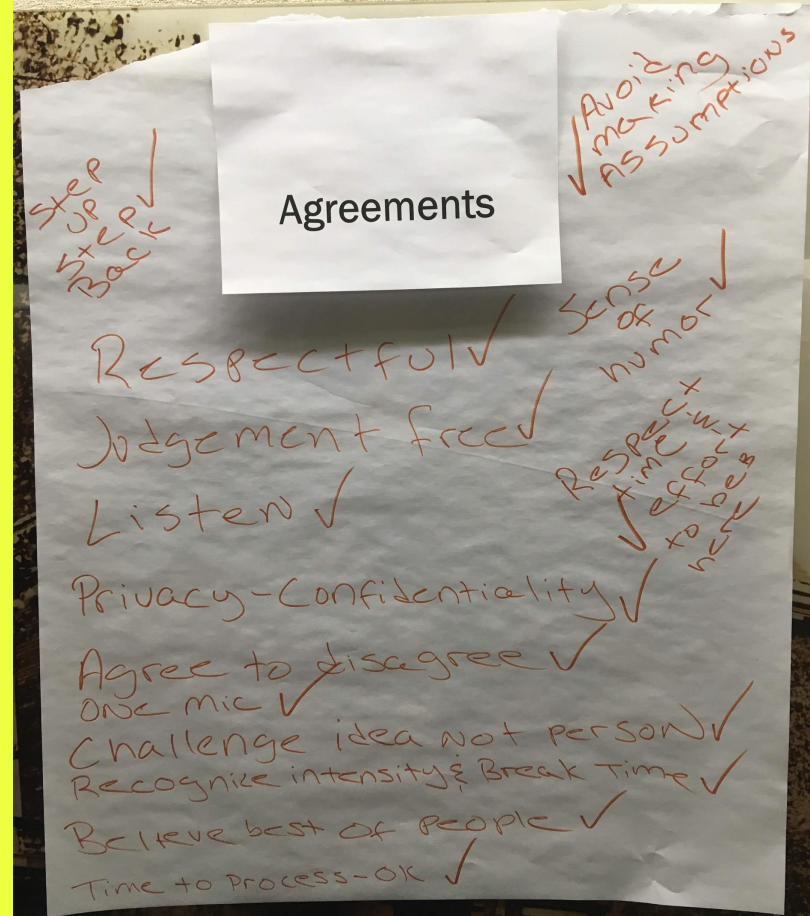 Agreements
Step
up
Step
Back
Avoid
making
Assumptions
Sense
of
humor
Respectful
Judgement free
Listen
Respect
time
effort
to be
here
Privacy-Confidentiality
Agree to disagree
One mic
Challenge idea not person
Recognize intensity & Break Time
Believe best of people
Time to Process-OK